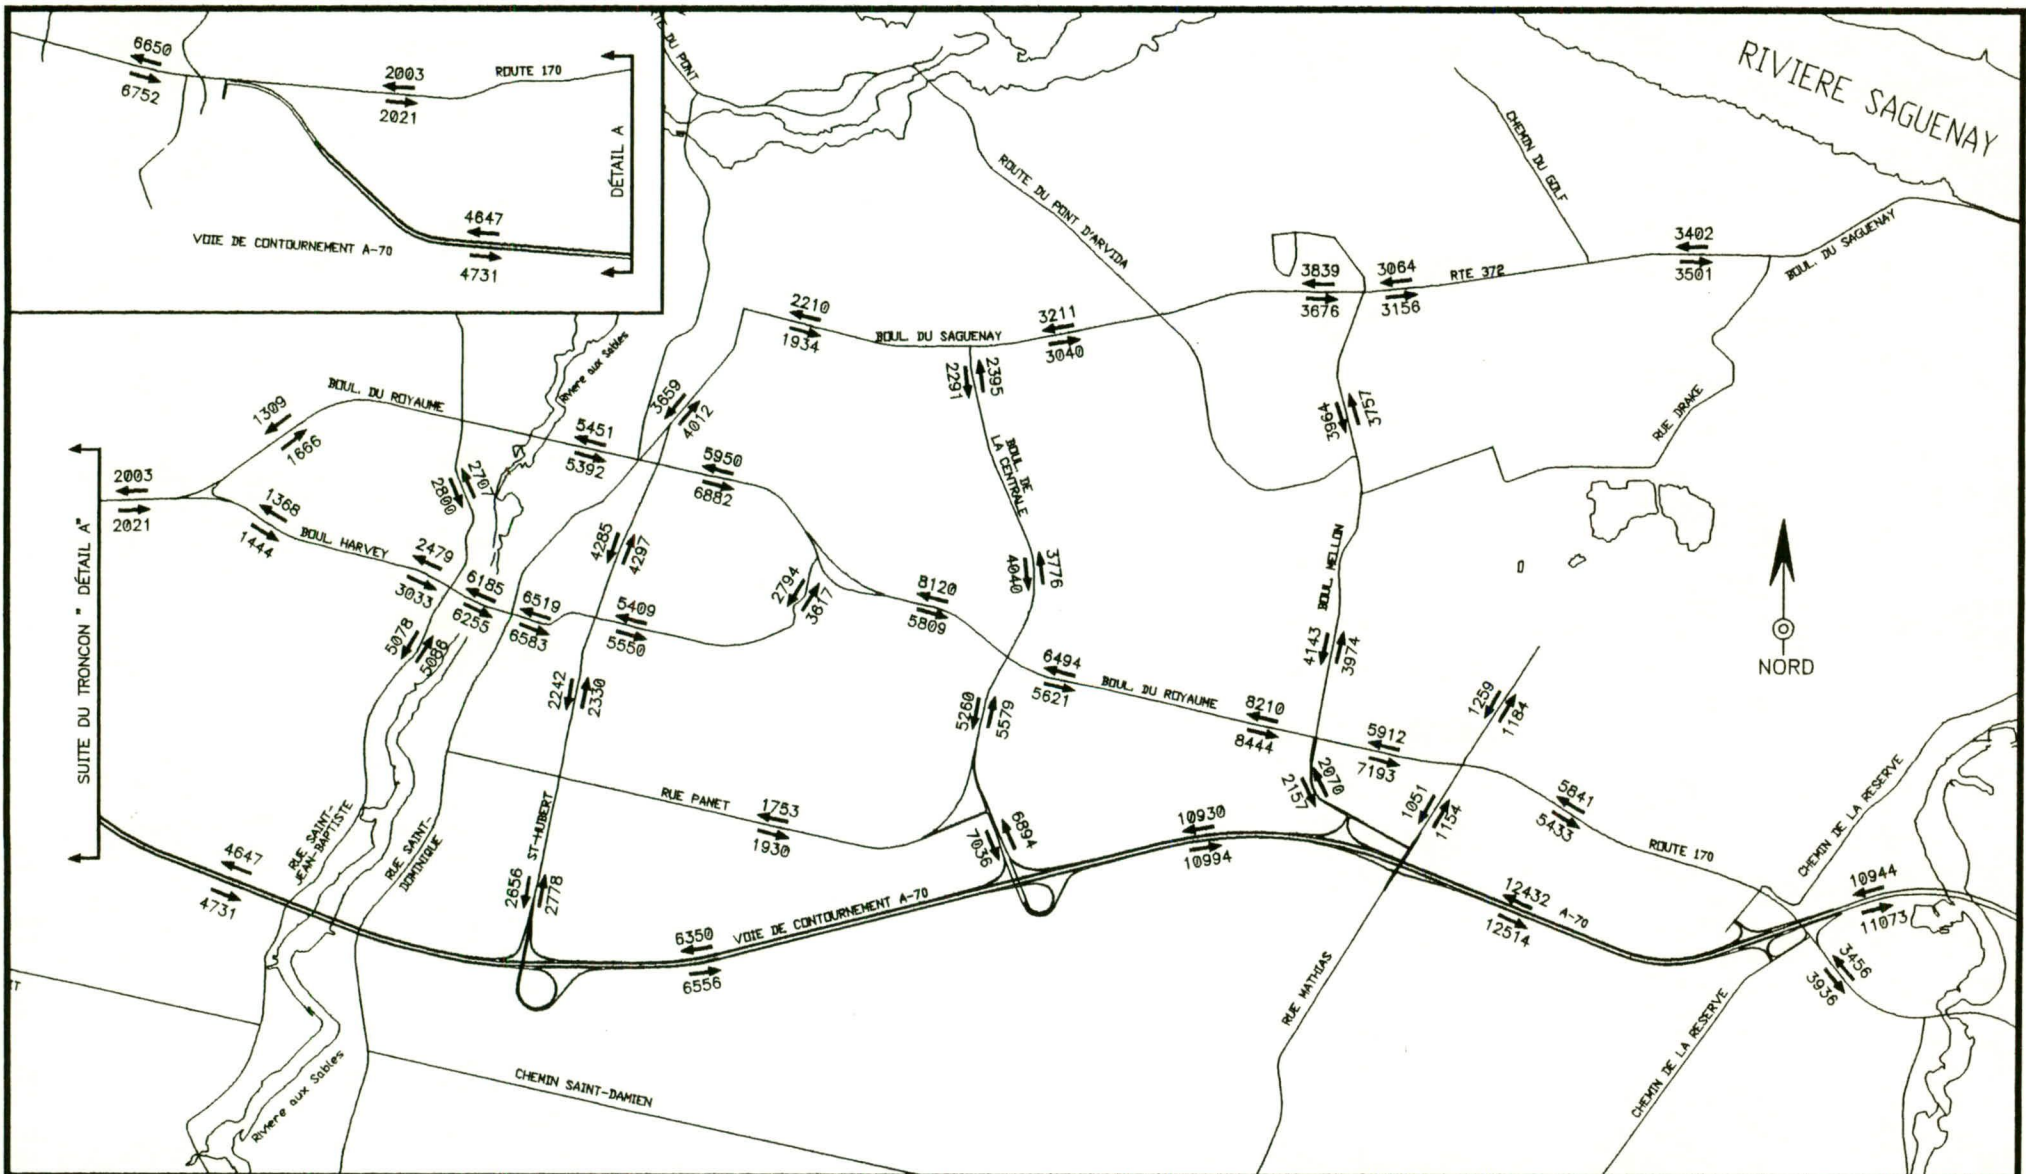 6650
6752
2003
2021
ROUTE 170
DÉTAIL A
4647
4731
VOIE DE CONTOURNEMENT A-70
DU PONT
RIVIERE SAGUENAY
CHEMIN DU GOLF
ROUTE DU PONT D'ARVIDA
3402
3501
BOUL. DU SAGUENAY
RTE 372
3839
3676
3064
3156
2210
1934
BOUL. DU SAGUENAY
3211
3040
2291
2395
Riviere aux Sables
BOUL. DU ROYAUME
1309
1666
3659
4012
3964
3757
RUE DRAKE
5451
5392
5950
6882
BOUL. DE
LA CENTRALE
2003
2021
2800
1368
1444
BOUL. HARVEY
2479
3033
6185
6255
6519
6583
4285
4297
5409
5550
2794
3617
8120
5809
4040
3776
BOUL. MELLON
NORD
5078
5086
2242
2330
5260
5579
6494
5621
BOUL. DU ROYAUME
8210
8444
4143
3974
5912
7193
1259
1184
SUITE DU TRONCON " DÉTAIL A"
2157
2070
1051
1154
5841
5433
ROUTE 170
CHEMIN DE LA RESERVE
RUE PANET
1753
1930
ST-HUBERT
RUE SAINT-
JEAN-BAPTISTE
RUE SAINT-
DOMINIQUE
7036
6894
10930
10994
4647
4731
2656
2778
6350
6556
VOIE DE CONTOURNEMENT A-70
12432
12514
A-70
10944
11073
3456
3936
RUE MATHIAS
CHEMIN DE LA RESERVE
Riviere aux Sables
CHEMIN SAINT-DAMIEN